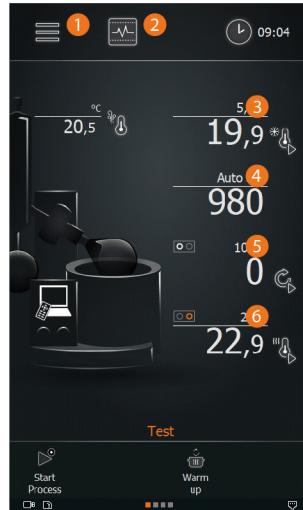 1 2 09:04
°C 5, 3
20,5 19,9
Auto 4
980
10 5
0
2 6
22,9
Test
Start Warm
Process up